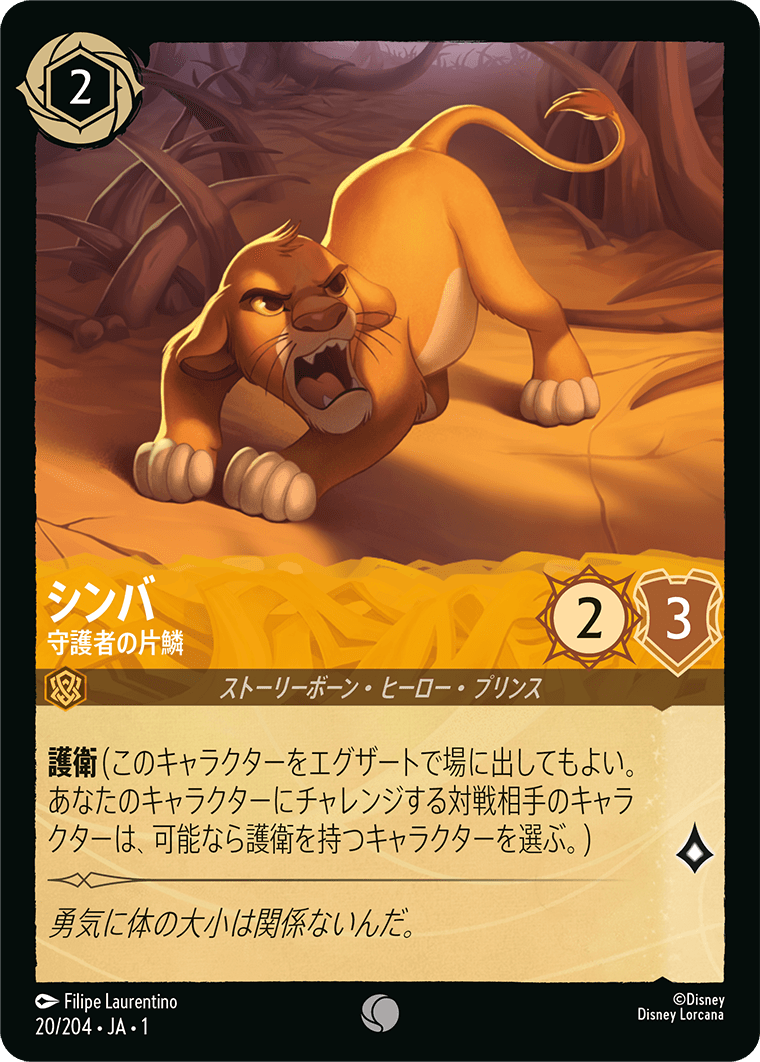 2
シンバ
守護者の片鱗
2
3
ストーリーボーン・ヒーロー・プリンス
護衛(このキャラクターをエグザートで場に出してもよい。
あなたのキャラクターにチャレンジする対戦相手のキャラ
クターは、可能なら護衛を持つキャラクターを選ぶ。)
勇気に体の大小は関係ないんだ。
Filipe Laurentino
20/204・JA・1
©Disney
Disney Lorcana